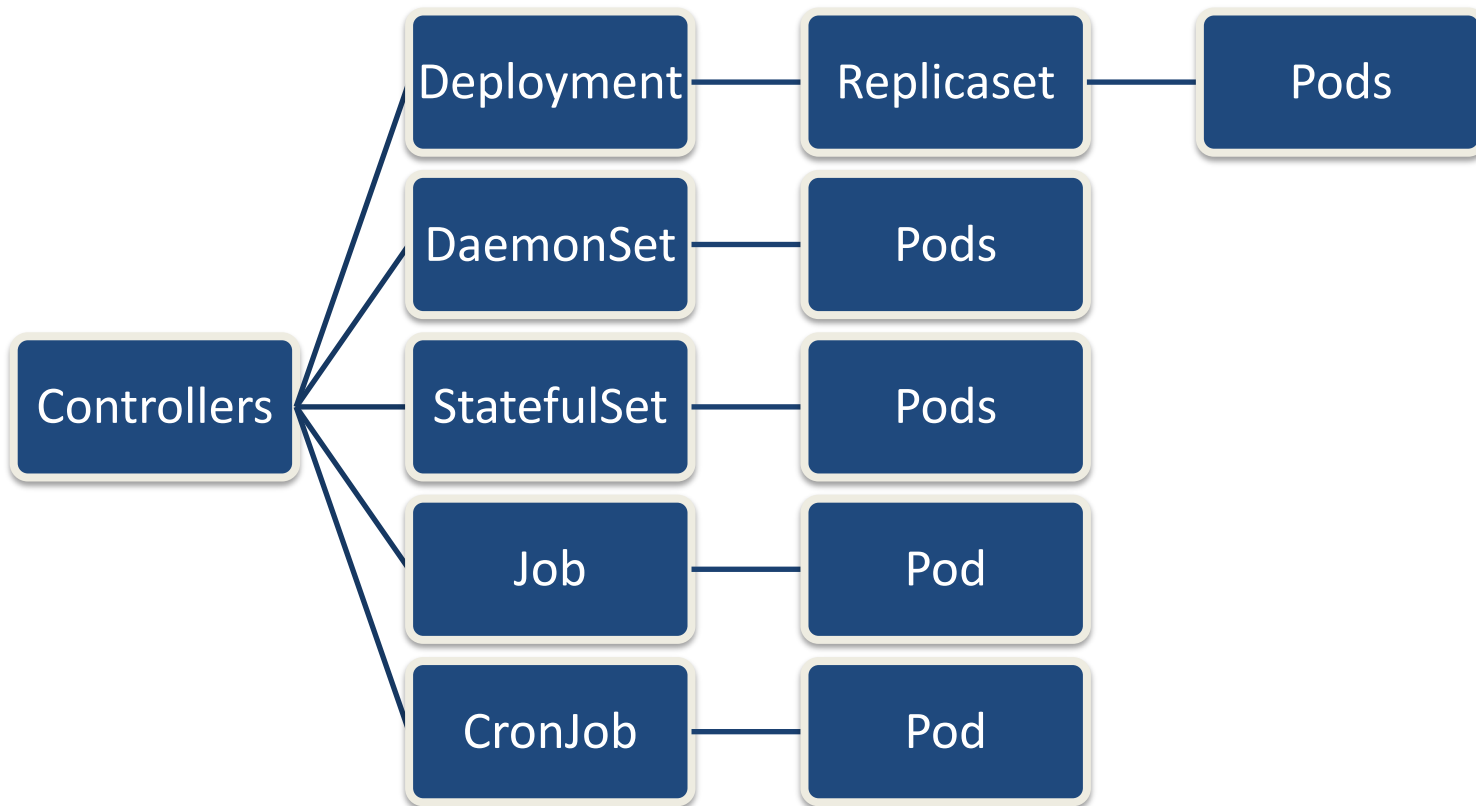 Deployment
Replicaset
Pods
DaemonSet
Pods
Controllers
StatefulSet
Pods
Job
Pod
CronJob
Pod